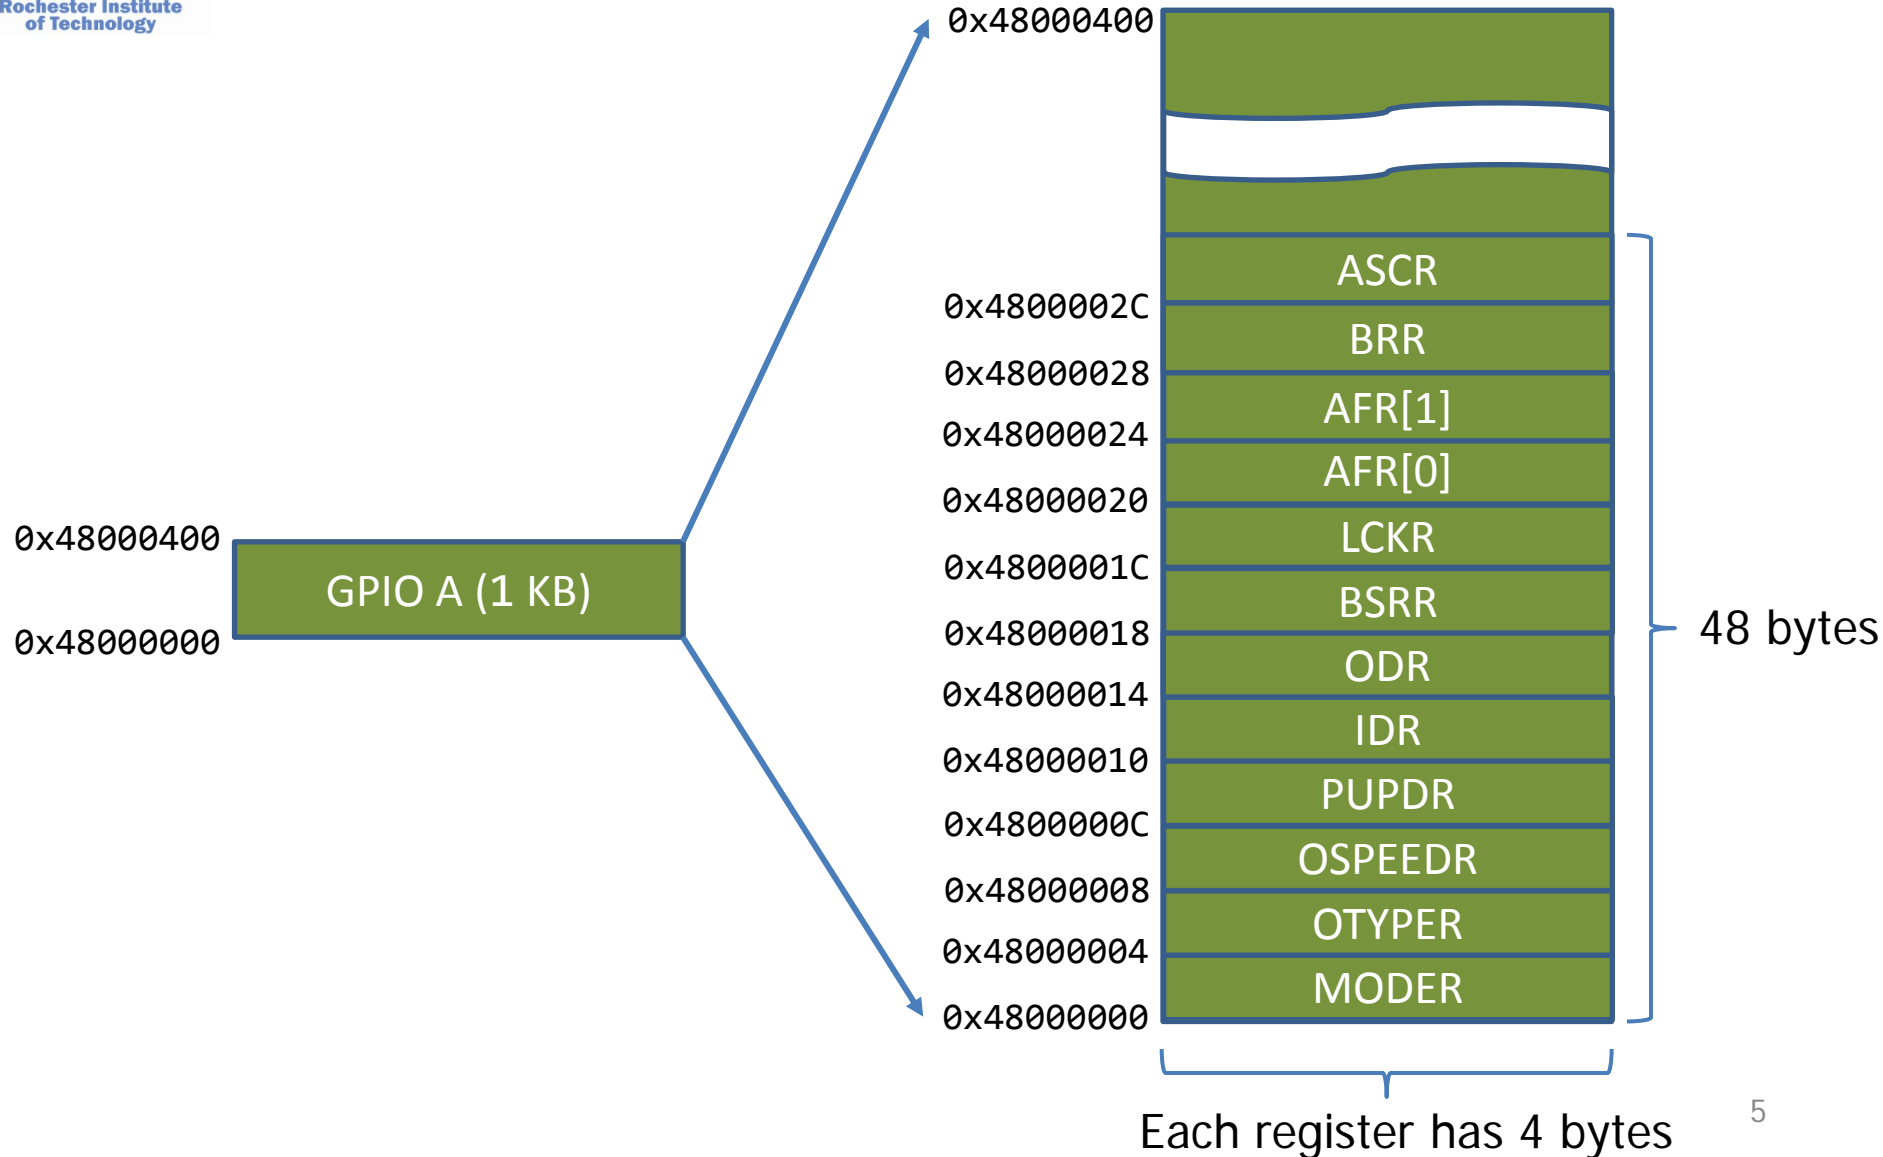 Rochester Institute
of Technology
0x48000400
ASCR
0x4800002C
BRR
0x48000028
AFR[1]
0x48000024
AFR[0]
0x48000020
LCKR
0x4800001C
BSRR
0x48000018
ODR
0x48000014
IDR
0x48000010
PUPDR
0x4800000C
OSPEEDR
0x48000008
OTYPER
0x48000004
MODER
0x48000000
0x48000400
GPIO A (1 KB)
0x48000000
48 bytes
Each register has 4 bytes
5